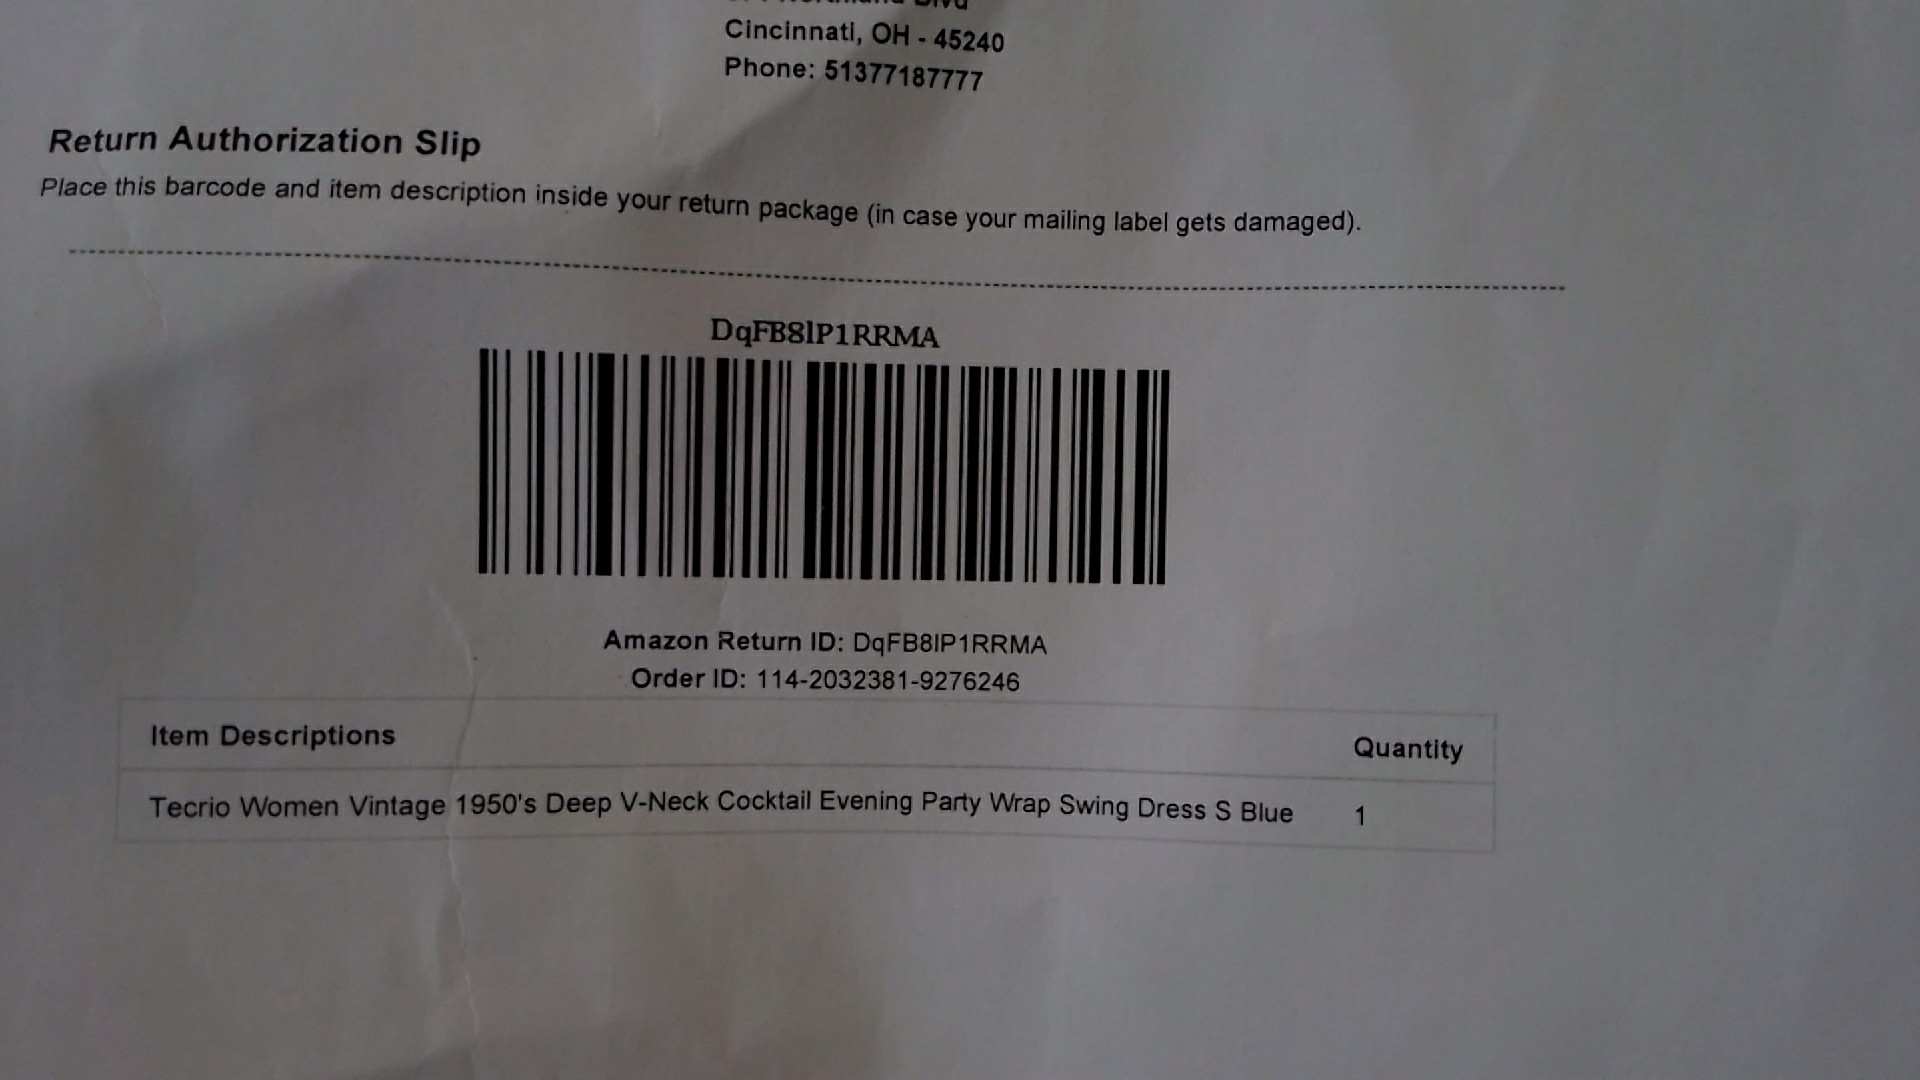 Blvd
Cincinnati, OH - 45240
Phone: 51377187777
Return Authorization Slip
Place this barcode and item description inside your return package (in case your mailing label gets damaged).
DqFB8lP1RRMA
Amazon Return ID: DqFB8lP1RRMA
Order ID: 114-2032381-9276246
Item Descriptions Quantity
Tecrio Women Vintage 1950's Deep V-Neck Cocktail Evening Party Wrap Swing Dress S Blue 1